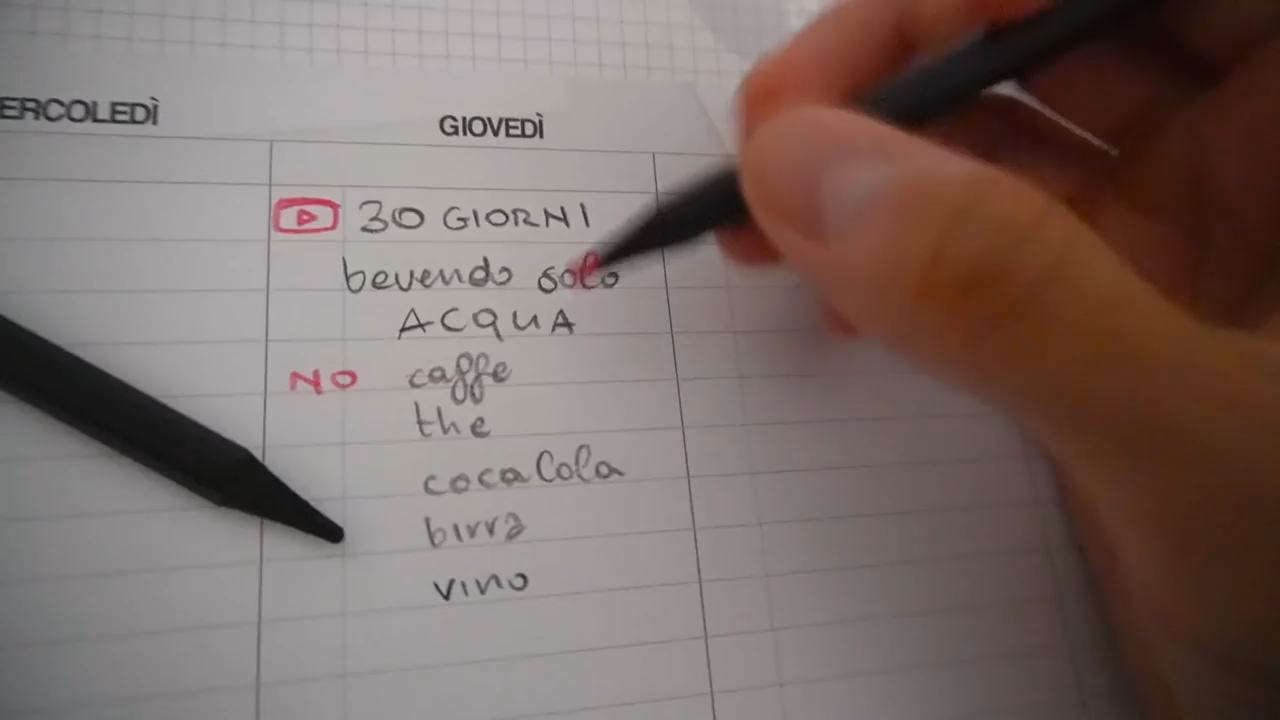 ERCOLEDÌ
GIOVEDÌ
30 GIORNI
bevendo solo
ACQUA
NO caffe
the
cocaCola
birra
vino